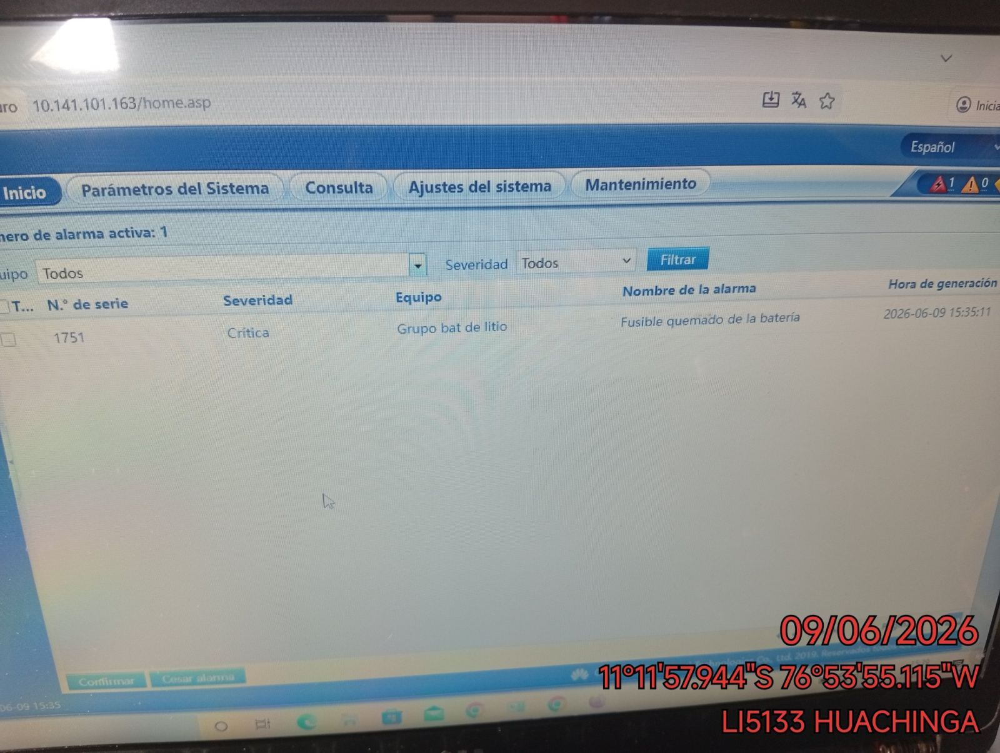 10.141.101.163/home.asp
Inicia
Español
Inicio Parámetros del Sistema Consulta Ajustes del sistema Mantenimiento 1 0
nero de alarma activa: 1
uipo Todos Severidad Todos Filtrar
T... N.° de serie Severidad Equipo Nombre de la alarma Hora de generación
1751 Crítica Grupo bat de litio Fusible quemado de la batería 2026-06-09 15:35:11
Confirmar Cesar alarma
Co., Ltd. 2019. Reservados
06-09 15:35
09/06/2026
11°11'57.944"S 76°53'55.115"W
LI5133 HUACHINGA